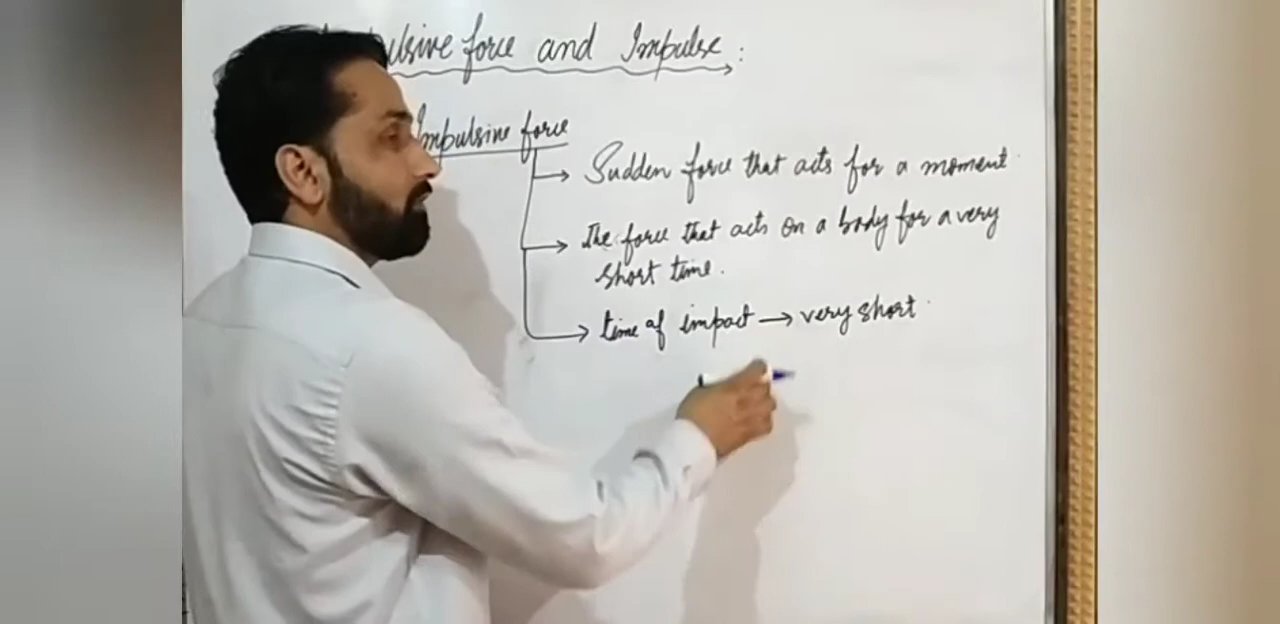 ulsive force and Impulse:
Impulsive force
Sudden force that acts for a moment.
The force that acts on a body for a very
short time.
time of impact → very short.